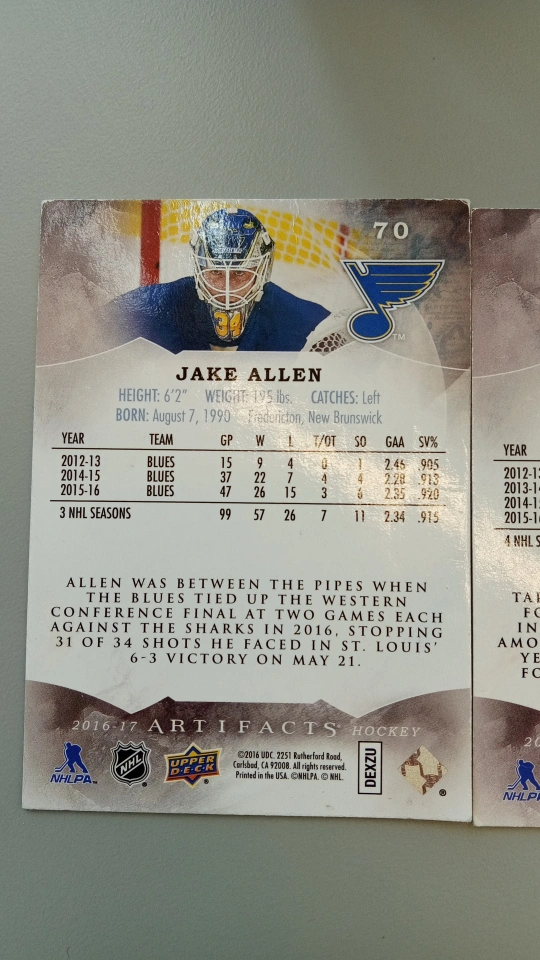 70
34
TM
JAKE ALLEN
HEIGHT: 6'2" WEIGHT: 195 lbs. CATCHES: Left
BORN: August 7, 1990 Fredericton, New Brunswick
YEAR TEAM GP W L T/OT SO GAA SV%
2012-13 BLUES 15 9 4 0 1 2.46 .905
2014-15 BLUES 37 22 7 4 4 2.28 .913
2015-16 BLUES 47 26 15 3 6 2.35 .920
3 NHL SEASONS 99 57 26 7 11 2.34 .915
ALLEN WAS BETWEEN THE PIPES WHEN
THE BLUES TIED UP THE WESTERN
CONFERENCE FINAL AT TWO GAMES EACH
AGAINST THE SHARKS IN 2016, STOPPING
31 OF 34 SHOTS HE FACED IN ST. LOUIS'
6-3 VICTORY ON MAY 21.
2016-17 ARTIFACTS® HOCKEY
NHLPA™
NHL
UPPER
D·E·C·K
©2016 UDC. 2251 Rutherford Road,
Carlsbad, CA 92008. All rights reserved.
Printed in the USA. ©NHLPA. © NHL.
DEXZU
®
YEAR
2012-13
2013-14
2014-1
2015-16
4 NHL S
TA
FO
IN
AMO
YE
FO
20
NHLP